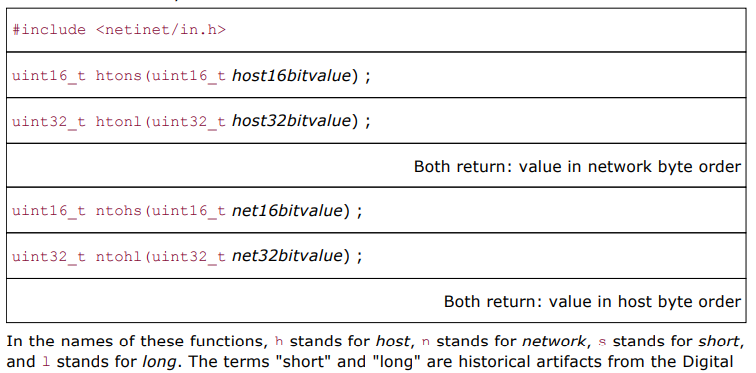 #include <netinet/in.h>
uint16_t htons(uint16_t host16bitvalue) ;
uint32_t htonl(uint32_t host32bitvalue) ;
Both return: value in network byte order
uint16_t ntohs(uint16_t net16bitvalue) ;
uint32_t ntohl(uint32_t net32bitvalue) ;
Both return: value in host byte order
In the names of these functions, h stands for host, n stands for network, s stands for short,
and l stands for long. The terms "short" and "long" are historical artifacts from the Digital